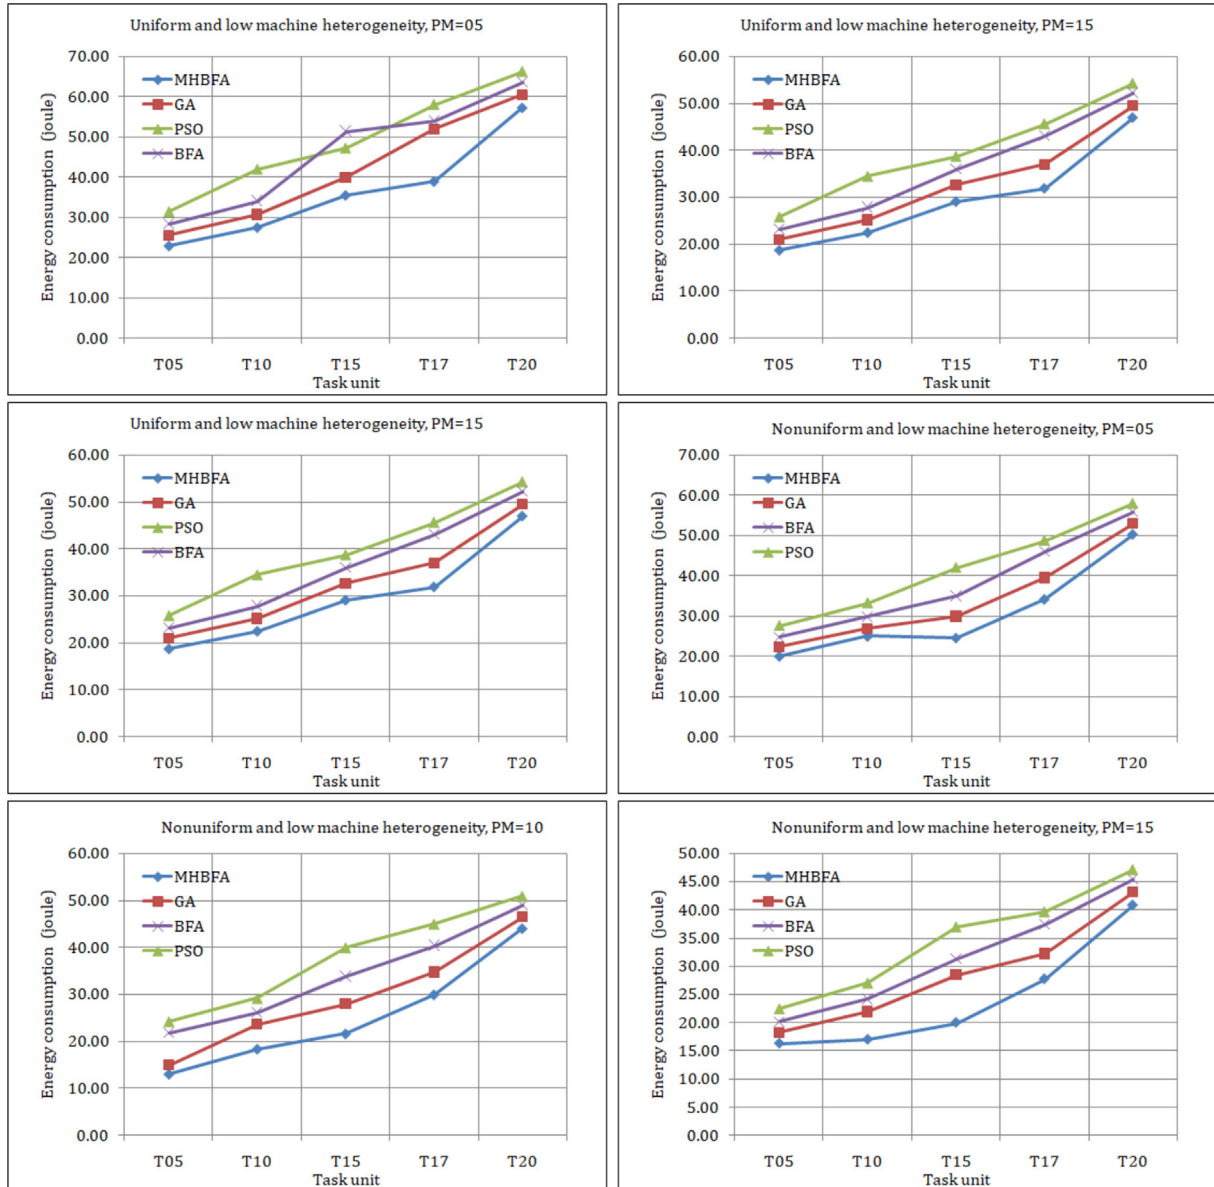 Uniform and low machine heterogeneity, PM=05
70.00
60.00
50.00
40.00
30.00
20.00
10.00
0.00
Energy consumption (joule)
MHBFA
GA
PSO
BFA
T05 T10 T15 T17 T20
Task unit
Uniform and low machine heterogeneity, PM=15
60.00
50.00
40.00
30.00
20.00
10.00
0.00
Energy consumption (joule)
MHBFA
GA
PSO
BFA
T05 T10 T15 T17 T20
Task unit
Uniform and low machine heterogeneity, PM=15
60.00
50.00
40.00
30.00
20.00
10.00
0.00
Energy consumption (joule)
MHBFA
GA
PSO
BFA
T05 T10 T15 T17 T20
Task unit
Nonuniform and low machine heterogeneity, PM=05
70.00
60.00
50.00
40.00
30.00
20.00
10.00
0.00
Energy consumption (joule)
MHBFA
GA
BFA
PSO
T05 T10 T15 T17 T20
Task unit
Nonuniform and low machine heterogeneity, PM=10
60.00
50.00
40.00
30.00
20.00
10.00
0.00
Energy consumption (joule)
MHBFA
GA
BFA
PSO
T05 T10 T15 T17 T20
Task unit
Nonuniform and low machine heterogeneity, PM=15
50.00
45.00
40.00
35.00
30.00
25.00
20.00
15.00
10.00
5.00
0.00
Energy consumption (joule)
MHBFA
GA
BFA
PSO
T05 T10 T15 T17 T20
Task unit